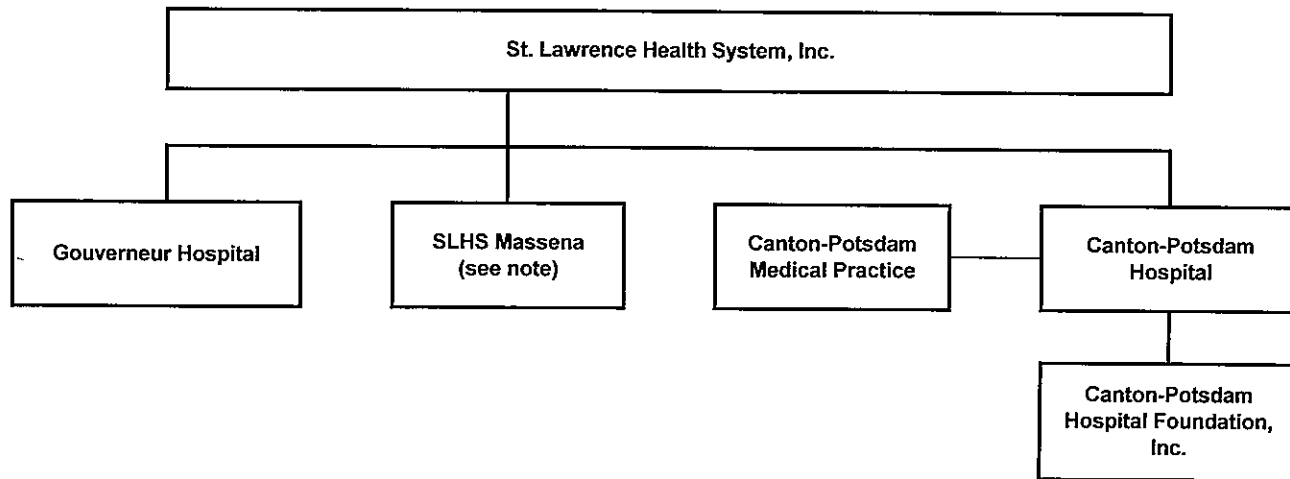 St. Lawrence Health System, Inc.
Gouverneur Hospital
SLHS Massena
(see note)
Canton-Potsdam
Medical Practice
Canton-Potsdam
Hospital
Canton-Potsdam
Hospital Foundation,
Inc.